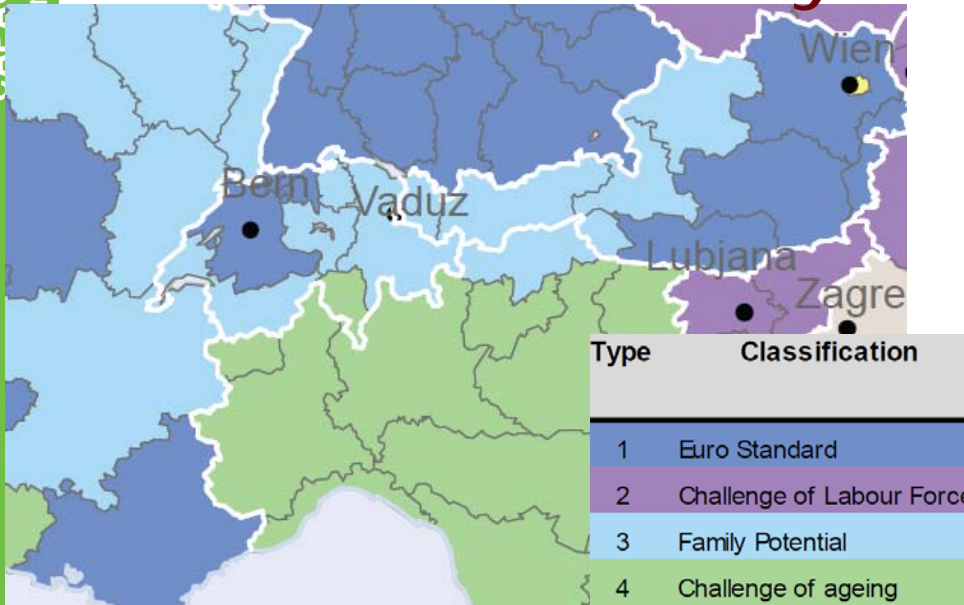 Wien
Bern
Vaduz
Lubjana
Zagre
Type Classification
1 Euro Standard
2 Challenge of Labour Force
3 Family Potential
4 Challenge of ageing